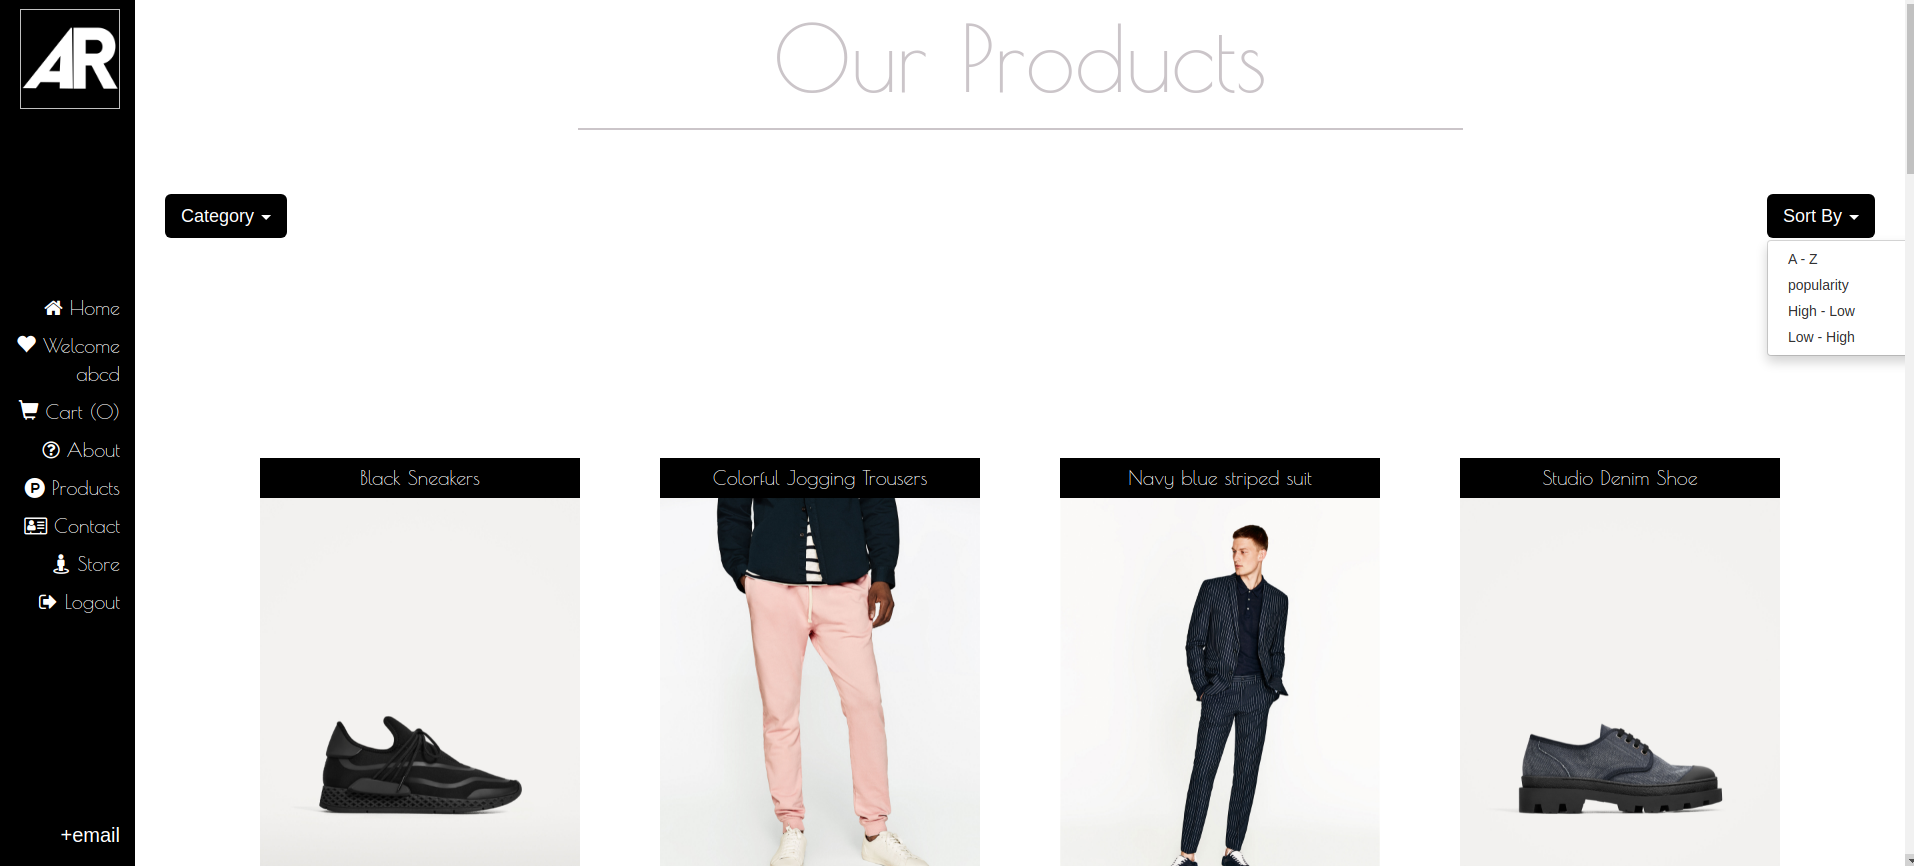 AR
Our Products
Category
Sort By
A - Z
popularity
High - Low
Low - High
Home
Welcome
abcd
Cart (0)
About
P Products
Contact
Store
Logout
+email
Black Sneakers
Colorful Jogging Trousers
Navy blue striped suit
Studio Denim Shoe